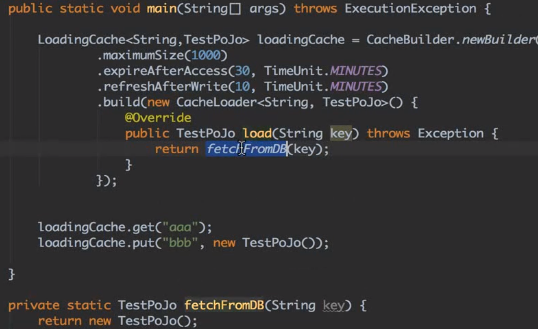 public static void main(String[] args) throws ExecutionException {
LoadingCache<String,TestPoJo> loadingCache = CacheBuilder.newBuilder(
.maximumSize(1000)
.expireAfterAccess(30, TimeUnit.MINUTES)
.refreshAfterWrite(10, TimeUnit.MINUTES)
.build(new CacheLoader<String, TestPoJo>() {
@Override
public TestPoJo load(String key) throws Exception {
return fetchFromDB(key);
}
});
loadingCache.get("aaa");
loadingCache.put("bbb", new TestPoJo());
}
private static TestPoJo fetchFromDB(String key) {
return new TestPoJo();